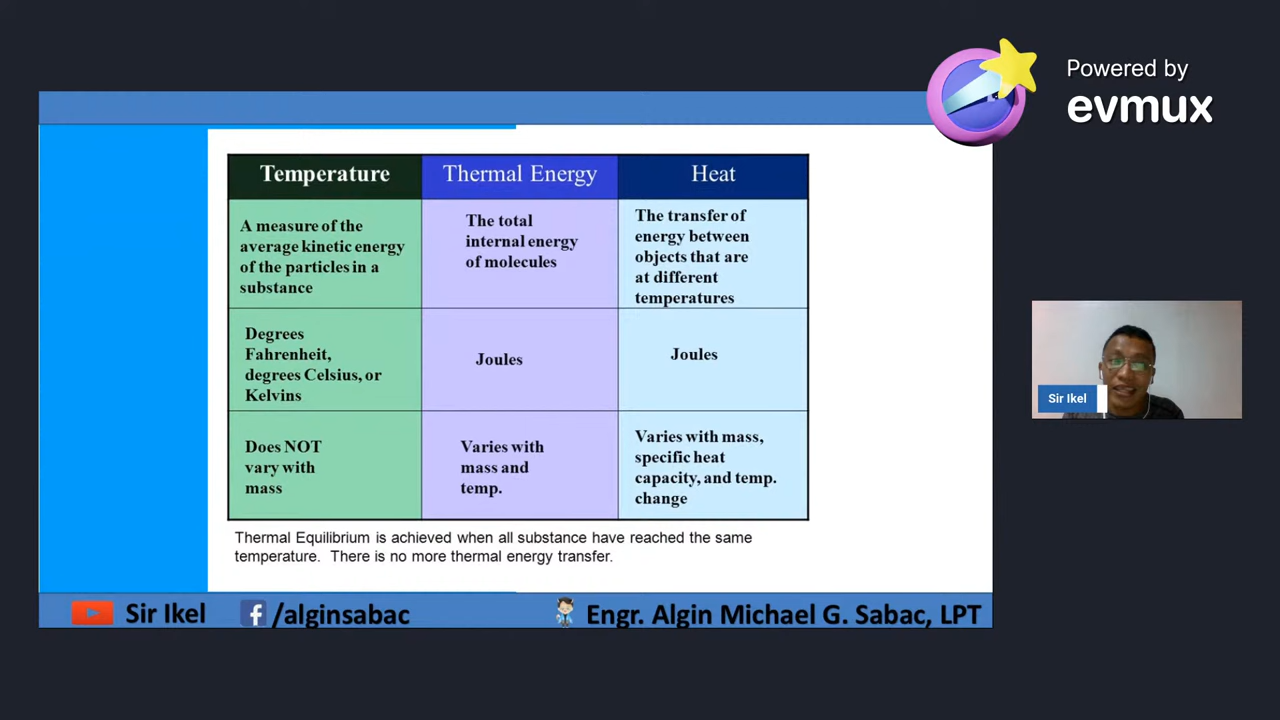 Powered by
evmux
Temperature
Thermal Energy
Heat
A measure of the
average kinetic energy
of the particles in a
substance
The total
internal energy
of molecules
The transfer of
energy between
objects that are
at different
temperatures
Degrees
Fahrenheit,
degrees Celsius, or
Kelvins
Joules
Joules
Does NOT
vary with
mass
Varies with
mass and
temp.
Varies with mass,
specific heat
capacity, and temp.
change
Thermal Equilibrium is achieved when all substance have reached the same
temperature. There is no more thermal energy transfer.
Sir Ikel
Sir Ikel
/alginsabac
Engr. Algin Michael G. Sabac, LPT